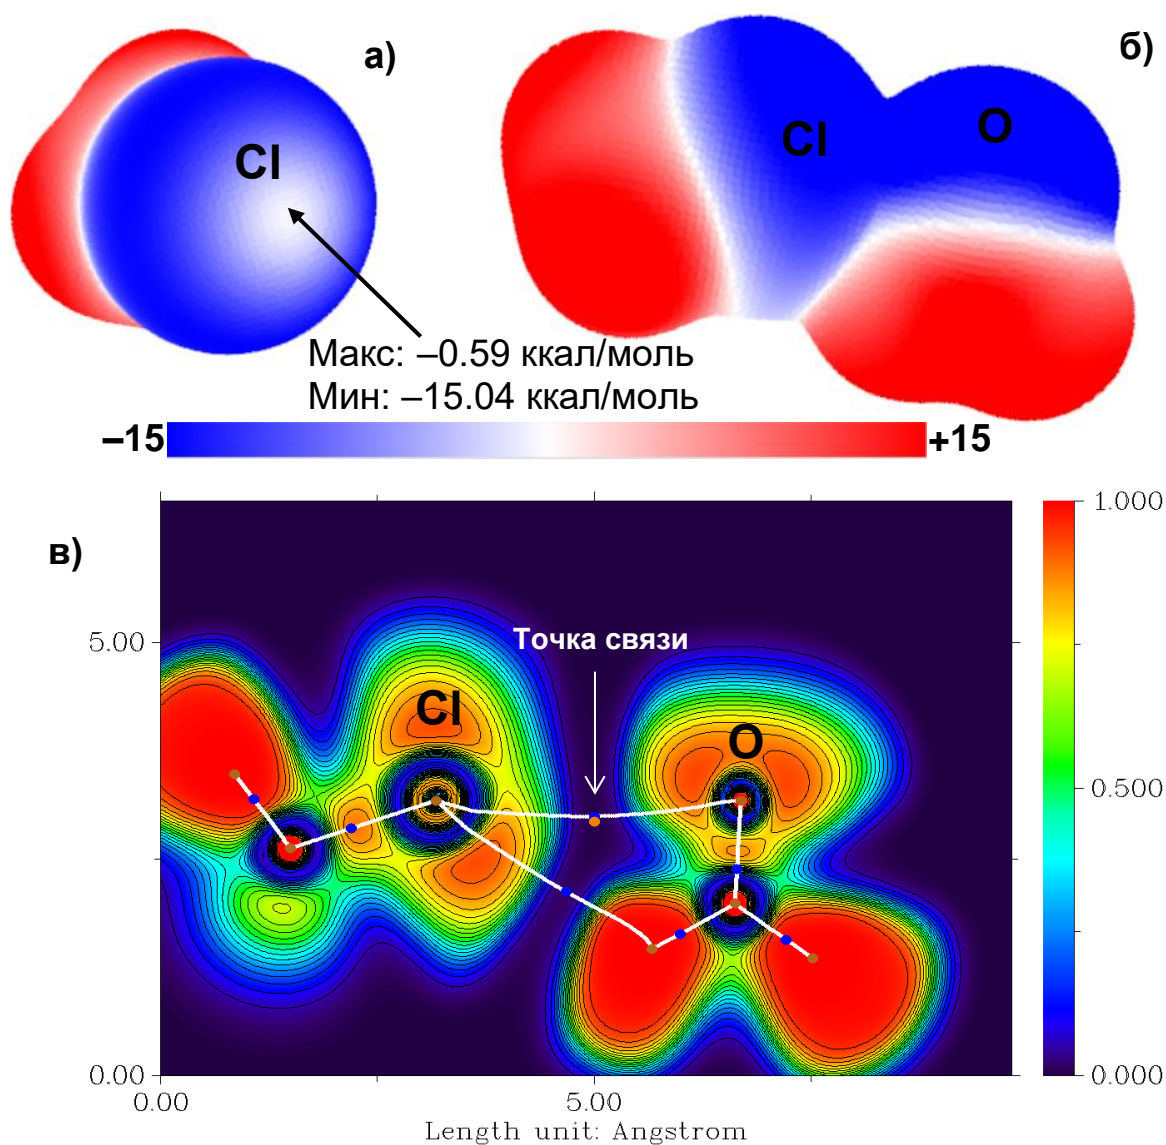 а)
б)
Cl
Cl
O
Макс: –0.59 ккал/моль
Мин: –15.04 ккал/моль
–15
+15
в)
1.000
5.00
Точка связи
Cl
O
0.500
0.00
0.000
0.00
5.00
Length unit: Angstrom